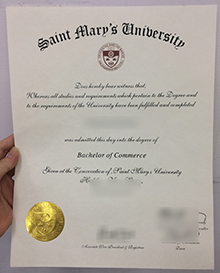 Saint Mary's University
Does hereby bear witness that,
Whereas all studies and requirements which pertain to the Degree and
to the requirements of the University have been fulfilled and completed
was admitted this day into the degree of
Bachelor of Commerce
Given at the Convocation of Saint Mary's University